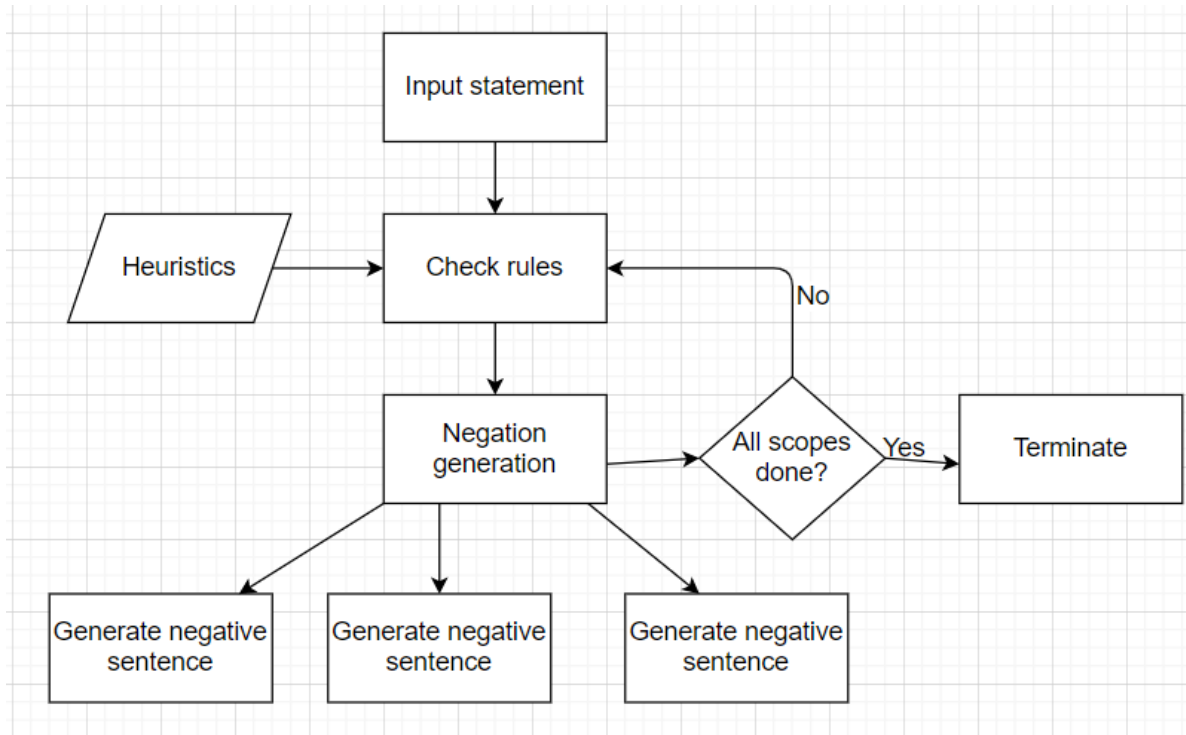 Input statement
Heuristics
Check rules
No
Negation
generation
All scopes
done?
Yes
Terminate
Generate negative
sentence
Generate negative
sentence
Generate negative
sentence